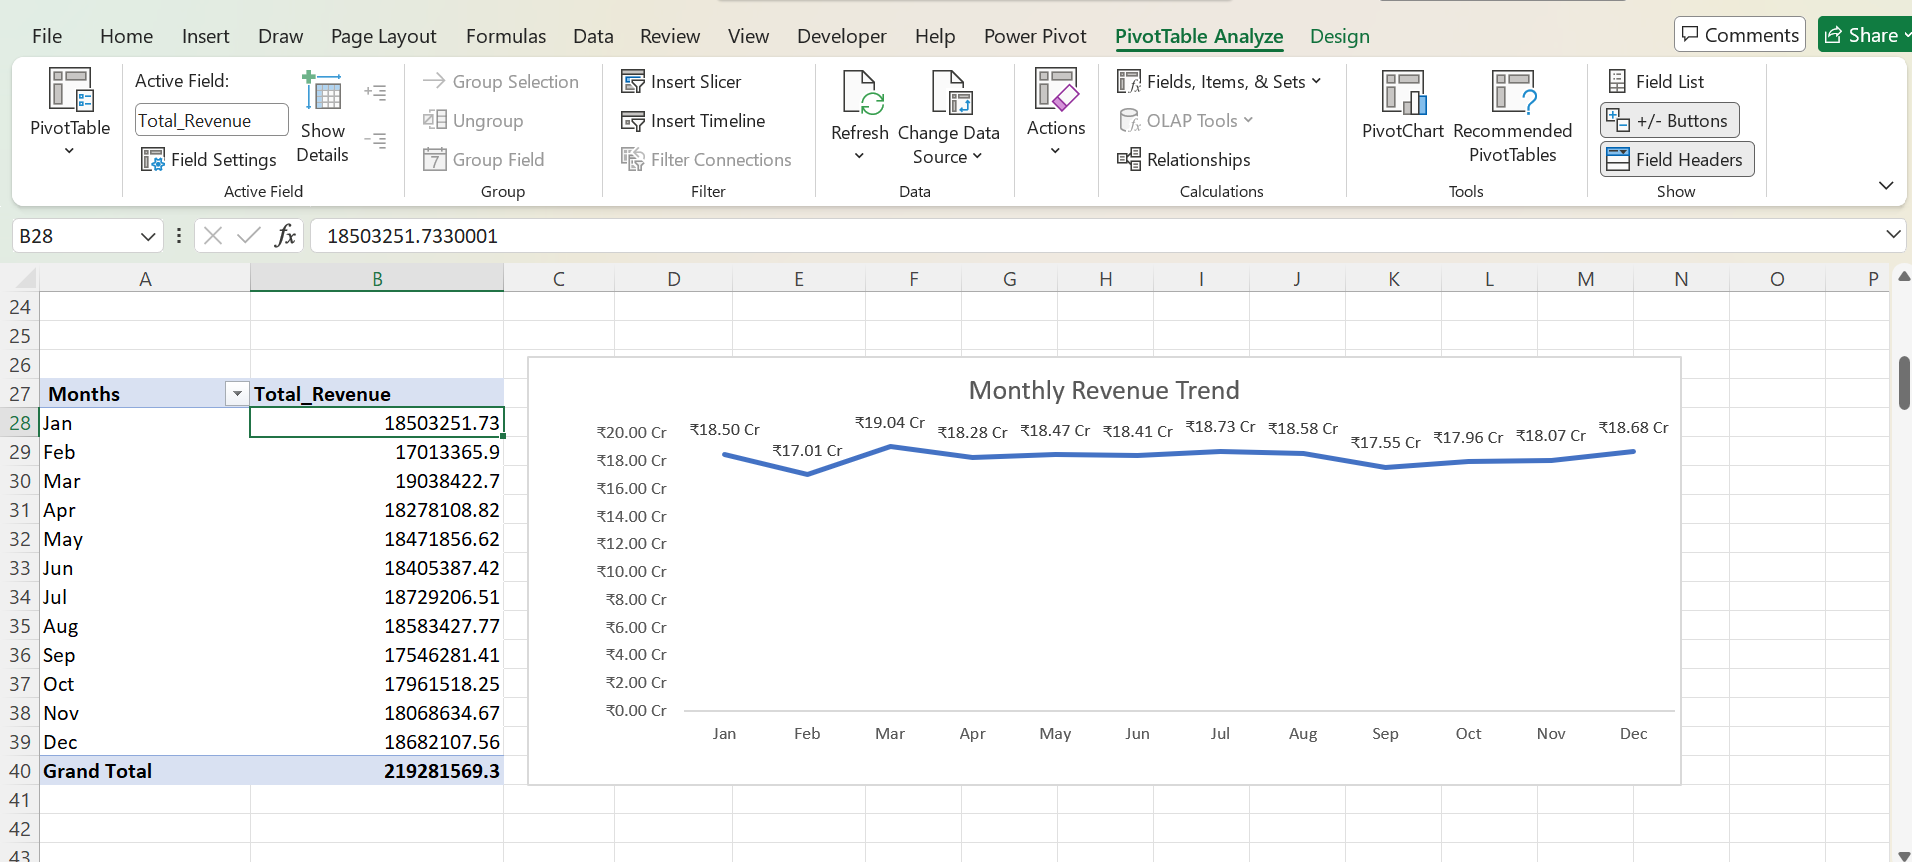 File Home Insert Draw Page Layout Formulas Data Review View Developer Help Power Pivot PivotTable Analyze Design Comments Share
PivotTable
Active Field:
Total_Revenue
Field Settings
Show Details
Active Field
Group Selection
Ungroup
7 Group Field
Group
Insert Slicer
Insert Timeline
Filter Connections
Filter
Refresh
Change Data Source
Data
Actions
Fields, Items, & Sets
OLAP Tools
Relationships
Calculations
PivotChart
Recommended PivotTables
Tools
Field List
+/- Buttons
Field Headers
Show
B28 fx 18503251.7330001
A B C D E F G H I J K L M N O P
24
25
26
27 Months Total_Revenue
28 Jan 18503251.73
29 Feb 17013365.9
30 Mar 19038422.7
31 Apr 18278108.82
32 May 18471856.62
33 Jun 18405387.42
34 Jul 18729206.51
35 Aug 18583427.77
36 Sep 17546281.41
37 Oct 17961518.25
38 Nov 18068634.67
39 Dec 18682107.56
40 Grand Total 219281569.3
41
42
43
Monthly Revenue Trend
₹20.00 Cr
₹18.00 Cr
₹16.00 Cr
₹14.00 Cr
₹12.00 Cr
₹10.00 Cr
₹8.00 Cr
₹6.00 Cr
₹4.00 Cr
₹2.00 Cr
₹0.00 Cr
₹18.50 Cr ₹17.01 Cr ₹19.04 Cr ₹18.28 Cr ₹18.47 Cr ₹18.41 Cr ₹18.73 Cr ₹18.58 Cr ₹17.55 Cr ₹17.96 Cr ₹18.07 Cr ₹18.68 Cr
Jan Feb Mar Apr May Jun Jul Aug Sep Oct Nov Dec